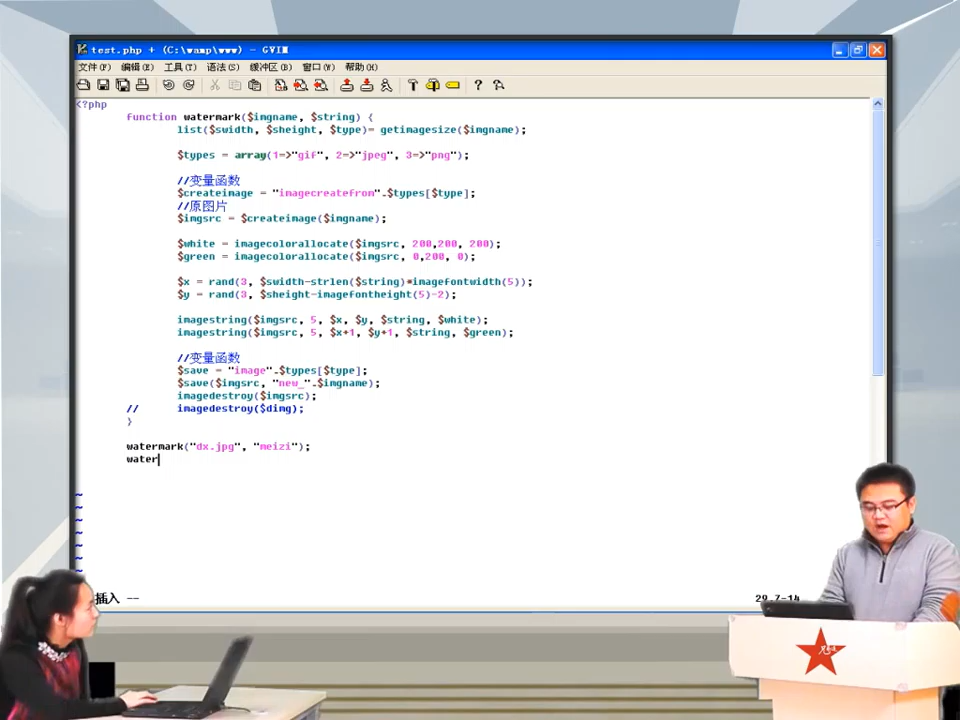 test.php + (C:\wamp\www) - GVIM
文件(F) 编辑(E) 工具(T) 语法(S) 缓冲区(B) 窗口(W) 帮助(H)
<?php
function watermark($imgname, $string) {
list($swidth, $sheight, $type)= getimagesize($imgname);
$types = array(1=>"gif", 2=>"jpeg", 3=>"png");
//变量函数
$createimage = "imagecreatefrom".$types[$type];
//原图片
$imgsrc = $createimage($imgname);
$white = imagecolorallocate($imgsrc, 200,200, 200);
$green = imagecolorallocate($imgsrc, 0,200, 0);
$x = rand(3, $swidth-strlen($string)*imagefontwidth(5));
$y = rand(3, $sheight-imagefontheight(5)-2);
imagestring($imgsrc, 5, $x, $y, $string, $white);
imagestring($imgsrc, 5, $x+1, $y+1, $string, $green);
//变量函数
$save = "image".$types[$type];
$save($imgsrc, "new_".$imgname);
imagedestroy($imgsrc);
// imagedestroy($dimg);
}
watermark("dx.jpg", "meizi");
water
~
~
~
~
~
~
~
插入 --
29,7-14